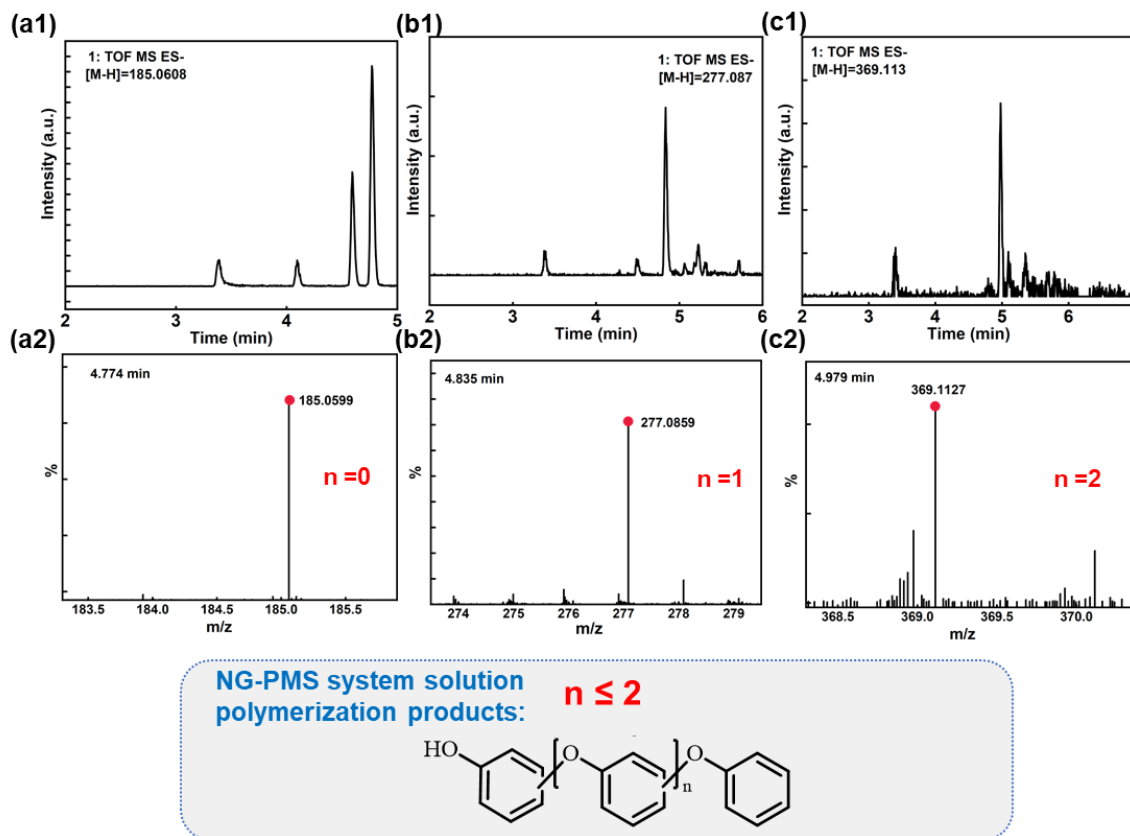 (a1)
1: TOF MS ES-
[M-H]=185.0608
Intensity (a.u.)
2
3
4
5
Time (min)
(b1)
1: TOF MS ES-
[M-H]=277.087
Intensity (a.u.)
2
3
4
5
6
Time (min)
(c1)
1: TOF MS ES-
[M-H]=369.113
Intensity (a.u.)
2
3
4
5
6
Time (min)
(a2)
4.774 min
185.0599
n =0
%
183.5
184.0
184.5
185.0
185.5
m/z
(b2)
4.835 min
277.0859
n =1
%
274
275
276
277
278
279
m/z
(c2)
4.979 min
369.1127
n =2
%
368.5
369.0
369.5
370.0
m/z
NG-PMS system solution
polymerization products:
n ≤ 2
HO
O
n
O